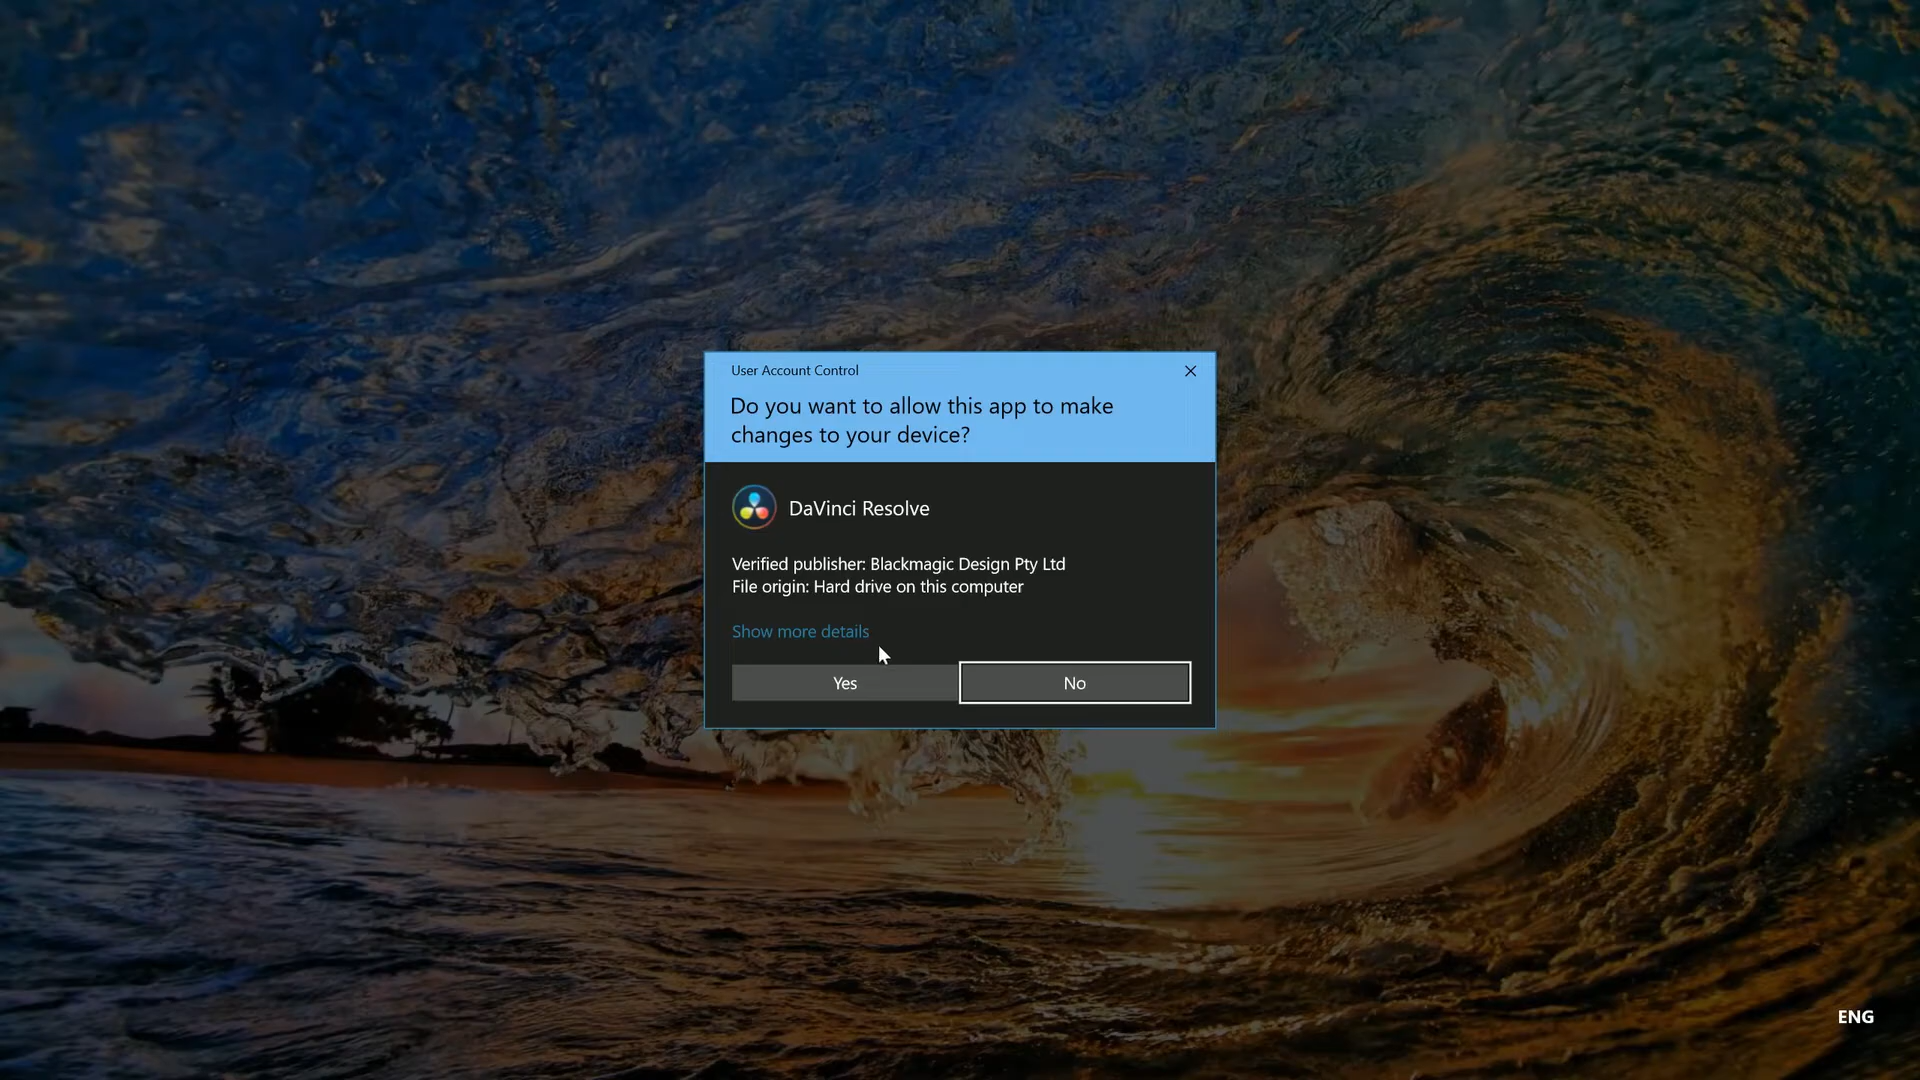 User Account Control
Do you want to allow this app to make
changes to your device?
DaVinci Resolve
Verified publisher: Blackmagic Design Pty Ltd
File origin: Hard drive on this computer
Show more details
Yes
No
ENG